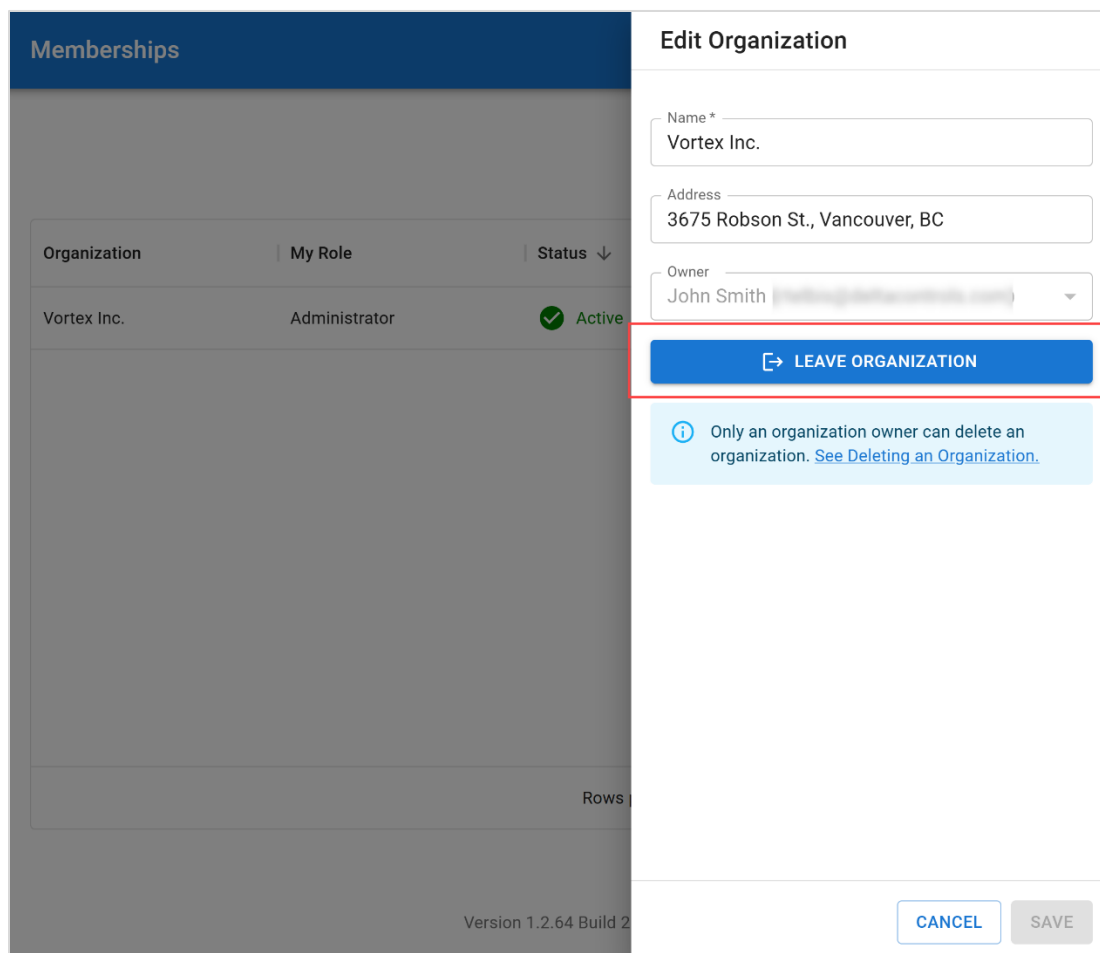 Memberships
Organization My Role Status
Vortex Inc. Administrator Active
Rows
Version 1.2.64 Build 2
Edit Organization
Name *
Vortex Inc.
Address
3675 Robson St., Vancouver, BC
Owner
John Smith
LEAVE ORGANIZATION
Only an organization owner can delete an
organization. See Deleting an Organization.
CANCEL SAVE